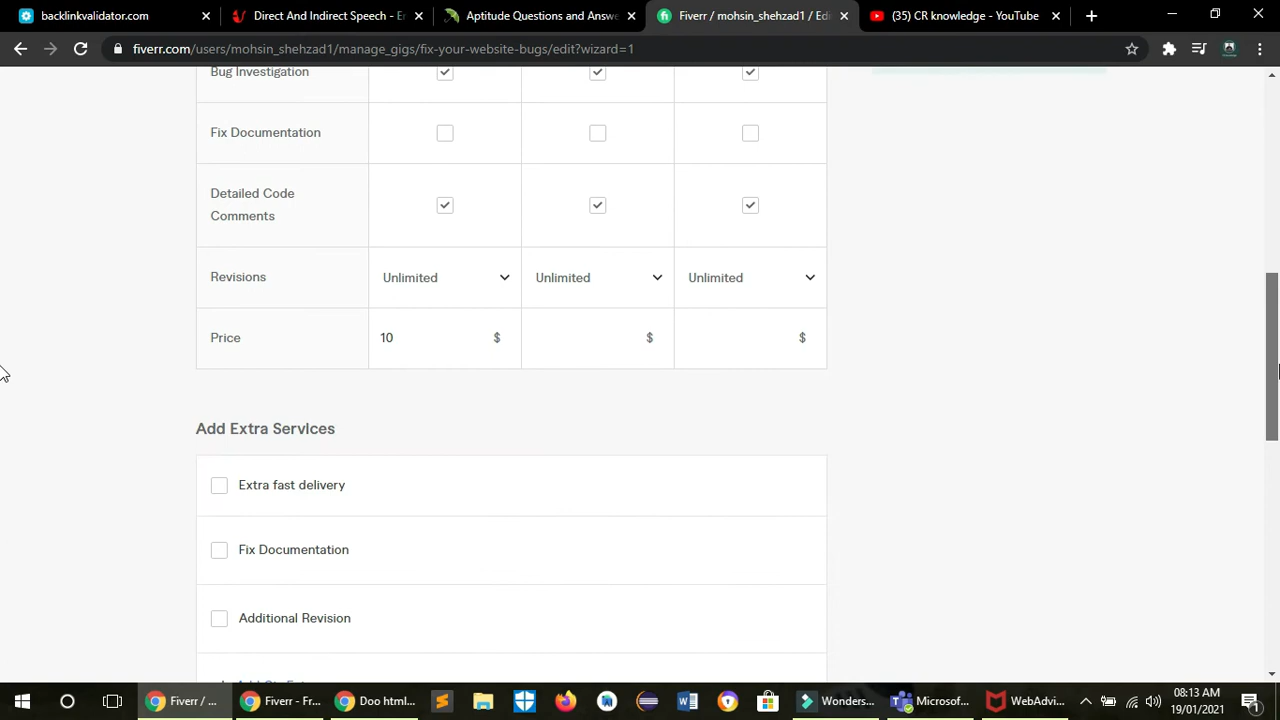 backlinkvalidator.com
Direct And Indirect Speech - E
Aptitude Questions and Answe
Fiverr / mohsin_shehzad1 / Edi
(35) CR knowledge - YouTube
fiverr.com/users/mohsin_shehzad1/manage_gigs/fix-your-website-bugs/edit?wizard=1
Bug Investigation
Fix Documentation
Detailed Code
Comments
Revisions
Unlimited
Unlimited
Unlimited
Price
10
$
$
$
Add Extra Services
Extra fast delivery
Fix Documentation
Additional Revision
Fiverr / ...
Fiverr - Fr...
Doo html...
Wonders...
Microsof...
WebAdvi...
08:13 AM
19/01/2021